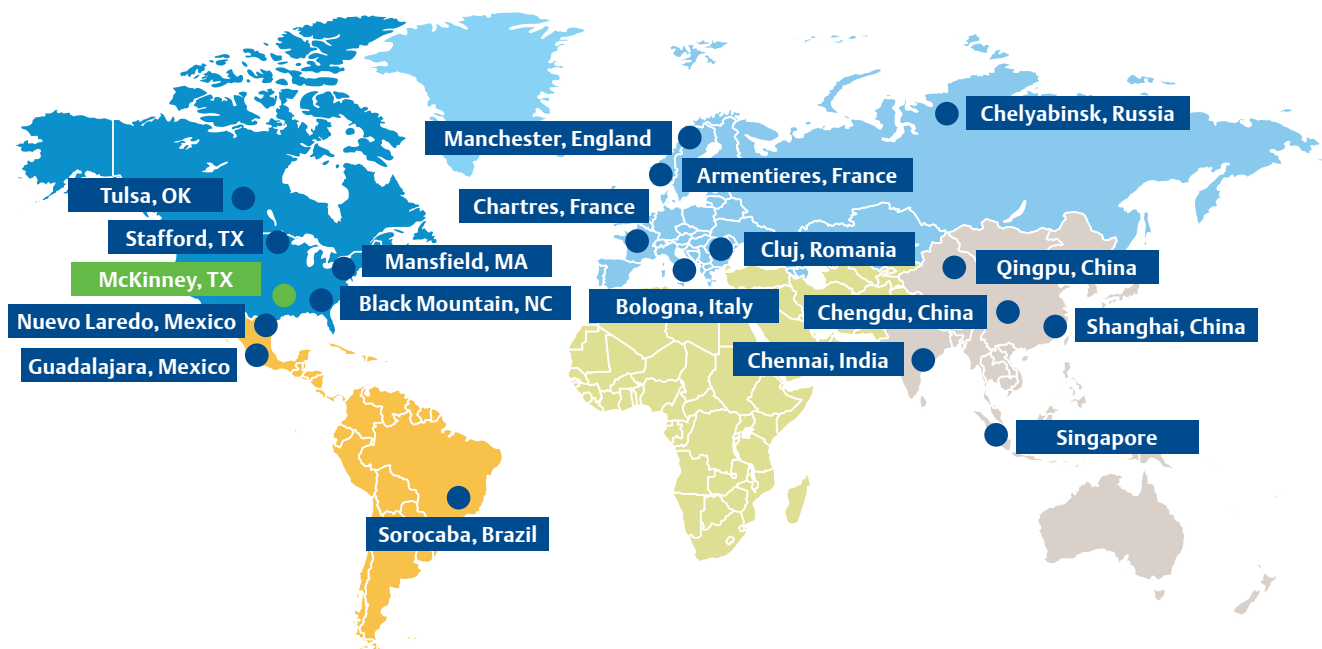 Chelyabinsk, Russia
Manchester, England
Armentieres, France
Tulsa, OK
Chartres, France
Stafford, TX
Cluj, Romania
Mansfield, MA
Qingpu, China
McKinney, TX
Black Mountain, NC
Bologna, Italy
Chengdu, China
Nuevo Laredo, Mexico
Shanghai, China
Chennai, India
Guadalajara, Mexico
Singapore
Sorocaba, Brazil